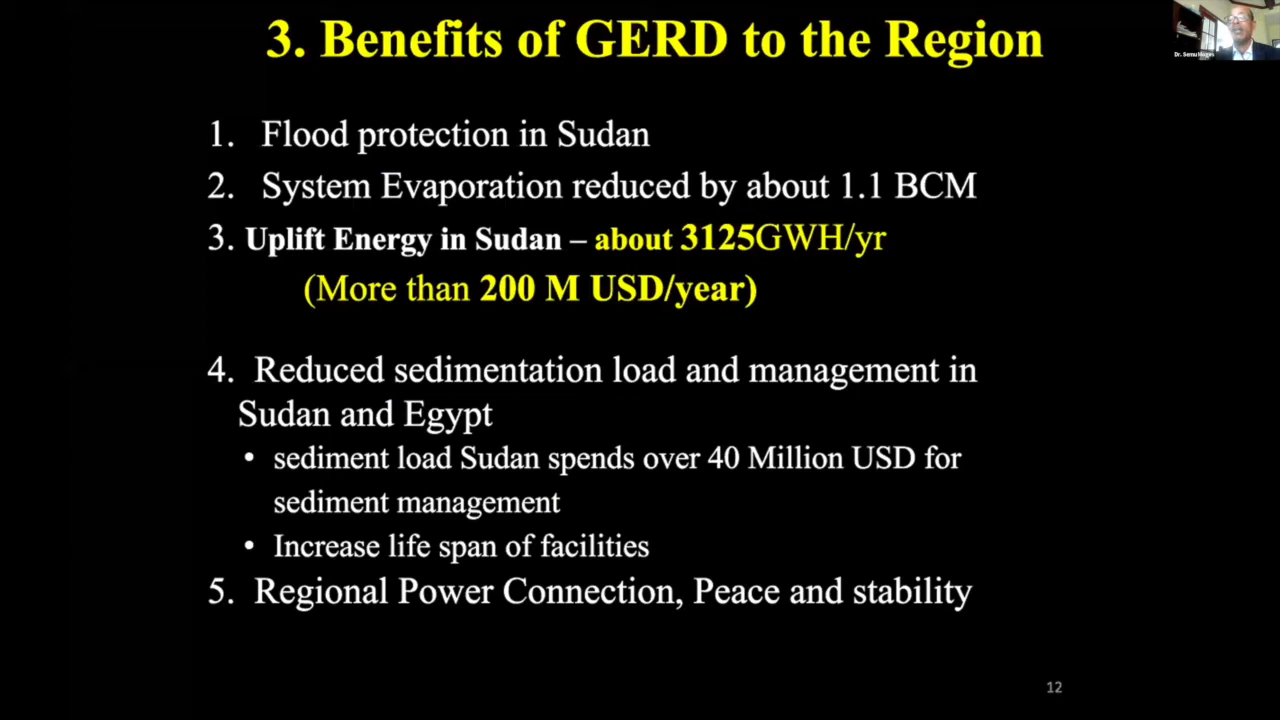 3. Benefits of GERD to the Region
1. Flood protection in Sudan
2. System Evaporation reduced by about 1.1 BCM
3. Uplift Energy in Sudan – about 3125GWH/yr
(More than 200 M USD/year)
4. Reduced sedimentation load and management in
Sudan and Egypt
• sediment load Sudan spends over 40 Million USD for
sediment management
• Increase life span of facilities
5. Regional Power Connection, Peace and stability
12
Dr. Semu